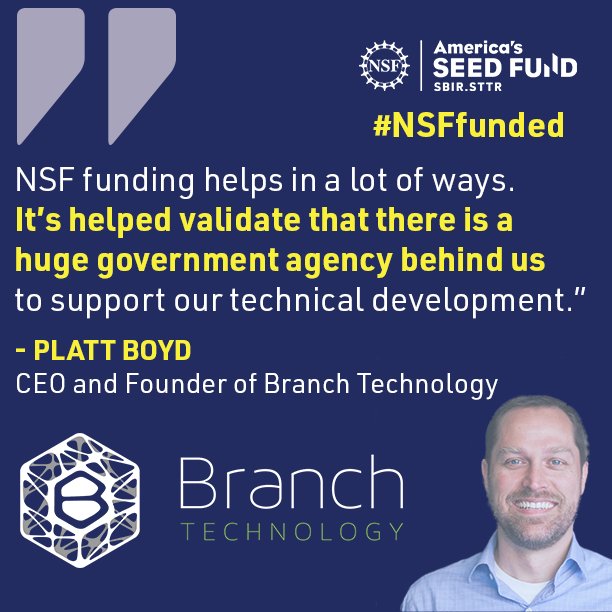 NSF
America's
SEED FUND
SBIR.STTR
#NSFfunded
NSF funding helps in a lot of ways.
It's helped validate that there is a
huge government agency behind us
to support our technical development.”
- PLATT BOYD
CEO and Founder of Branch Technology
B
Branch
TECHNOLOGY